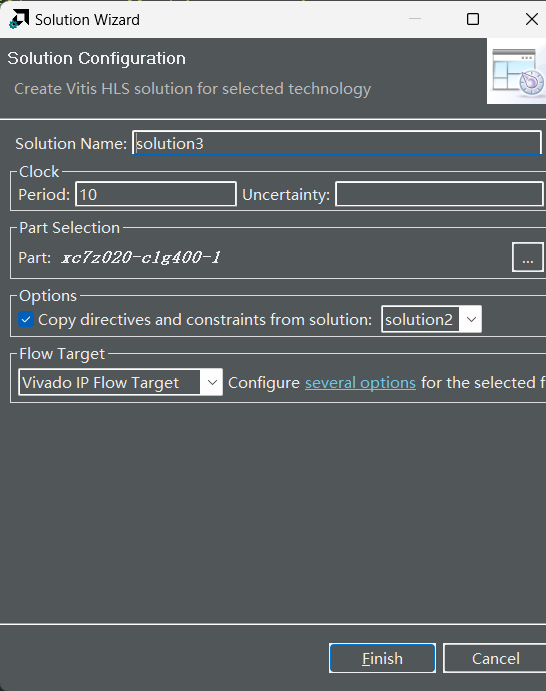 Solution Wizard
Solution Configuration
Create Vitis HLS solution for selected technology
Solution Name: solution3
Clock
Period: 10 Uncertainty:
Part Selection
Part: xc7z020-clg400-1 ...
Options
Copy directives and constraints from solution: solution2
Flow Target
Vivado IP Flow Target Configure several options for the selected f
Finish Cancel